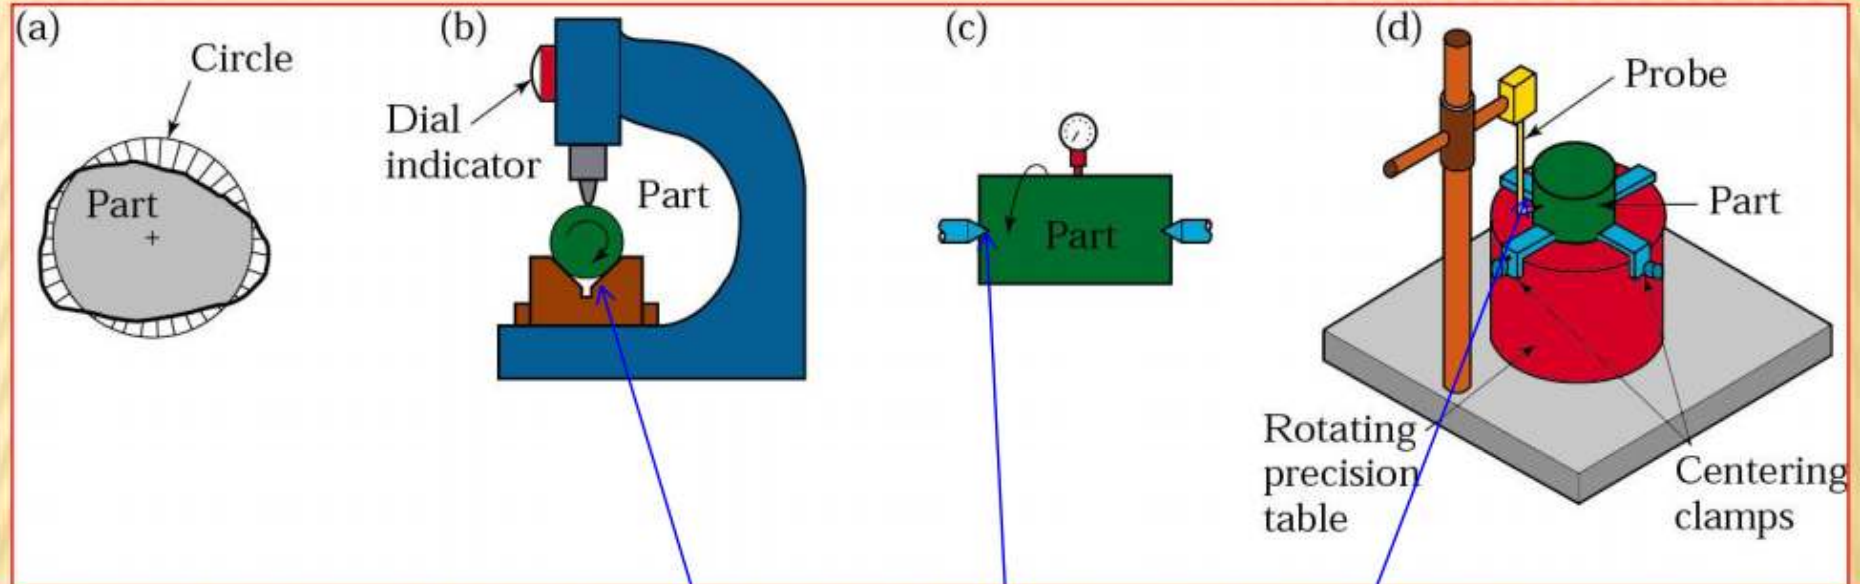 (a)
Circle
Part
(b)
Dial
indicator
Part
(c)
Part
(d)
Probe
Part
Rotating
precision
table
Centering
clamps